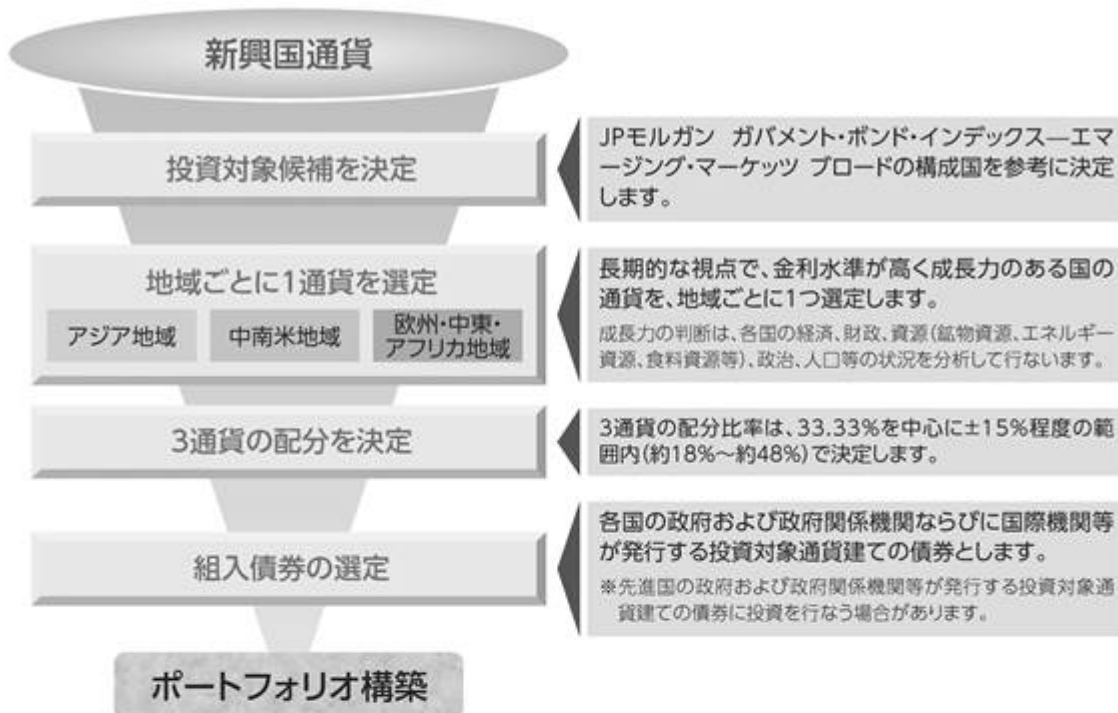 新興国通貨
投資対象候補を決定
JPモルガン ガバメント・ボンド・インデックス―エマ
ージング・マーケッツ ブロードの構成国を参考に決定
します。
地域ごとに1通貨を選定
アジア地域
中南米地域
欧州・中東・
アフリカ地域
長期的な視点で、金利水準が高く成長力のある国の
通貨を、地域ごとに1つ選定します。
成長力の判断は、各国の経済、財政、資源(鉱物資源、エネルギー
資源、食料資源等)、政治、人口等の状況を分析して行ないます。
3通貨の配分を決定
3通貨の配分比率は、33.33%を中心に±15%程度の範
囲内(約18%〜約48%)で決定します。
組入債券の選定
各国の政府および政府関係機関ならびに国際機関等
が発行する投資対象通貨建ての債券とします。
※先進国の政府および政府関係機関等が発行する投資対象通
貨建ての債券に投資を行なう場合があります。
ポートフォリオ構築